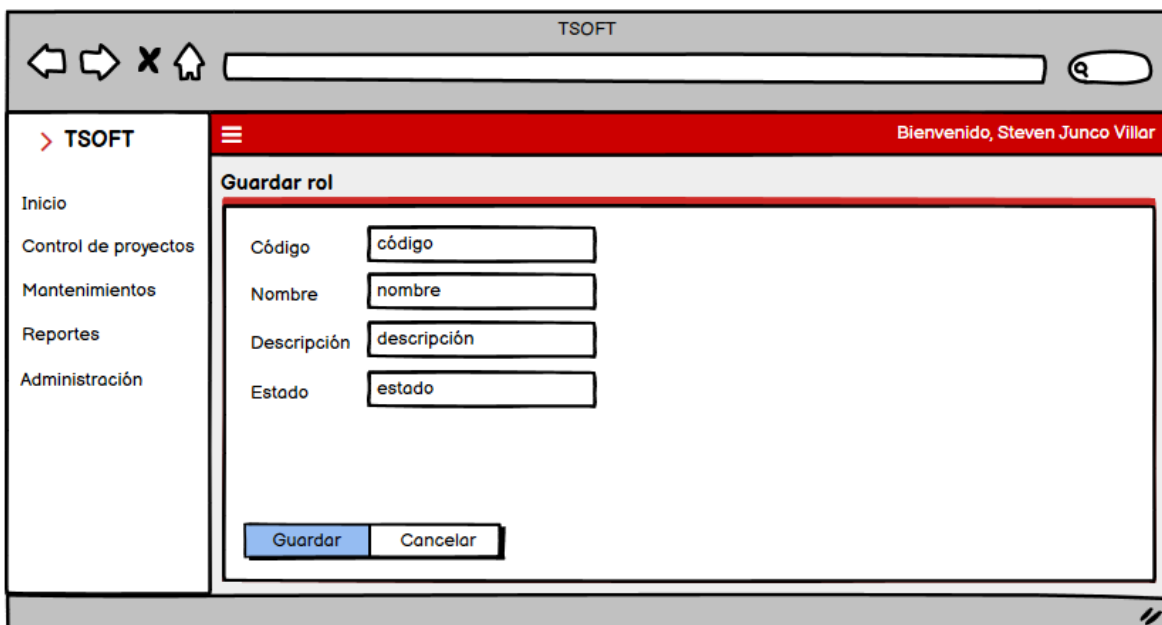 TSOFT
TSOFT
Bienvenido, Steven Junco Villar
Inicio
Control de proyectos
Mantenimientos
Reportes
Administración
Guardar rol
Código código
Nombre nombre
Descripción descripción
Estado estado
Guardar Cancelar